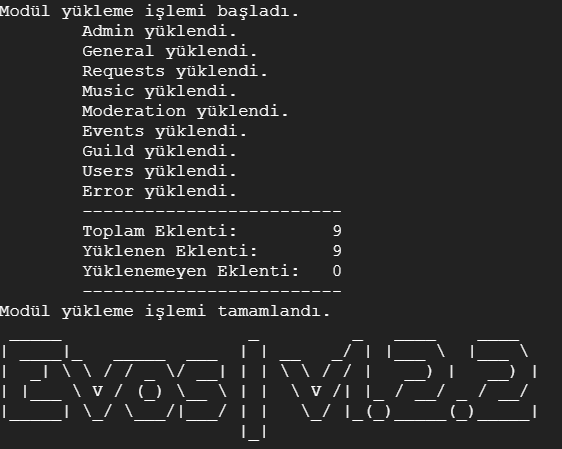 Modül yükleme işlemi başladı.
Admin yüklendi.
General yüklendi.
Requests yüklendi.
Music yüklendi.
Moderation yüklendi.
Events yüklendi.
Guild yüklendi.
Users yüklendi.
Error yüklendi.
-------------------------
Toplam Eklenti: 9
Yüklenen Eklenti: 9
Yüklenemeyen Eklenti: 0
-------------------------
Modül yükleme işlemi tamamlandı.
Evos|v1.2.2